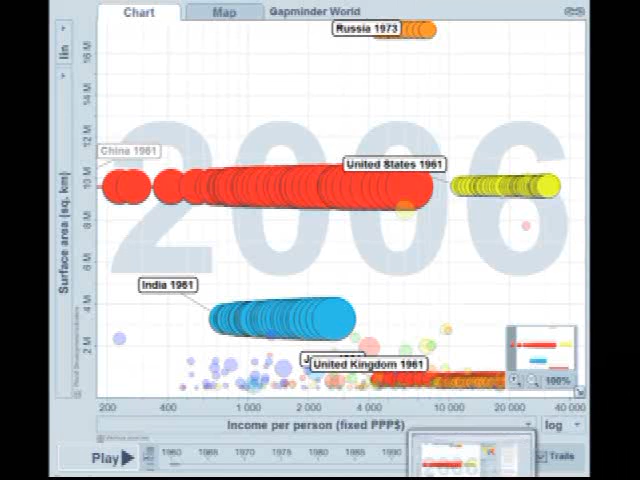 Chart
Map
Gapminder World
Russia 1973
lin
16 M
14 M
12 M
10 M
8 M
6 M
4 M
2 M
Surface area (sq. km)
2006
China 1961
United States 1961
India 1961
United Kingdom 1961
100%
200
400
1 000
2 000
4 000
10 000
20 000
40 000
Income per person (fixed PPP$)
log
Play
1960
1965
1970
1975
1980
1985
1990
Trails